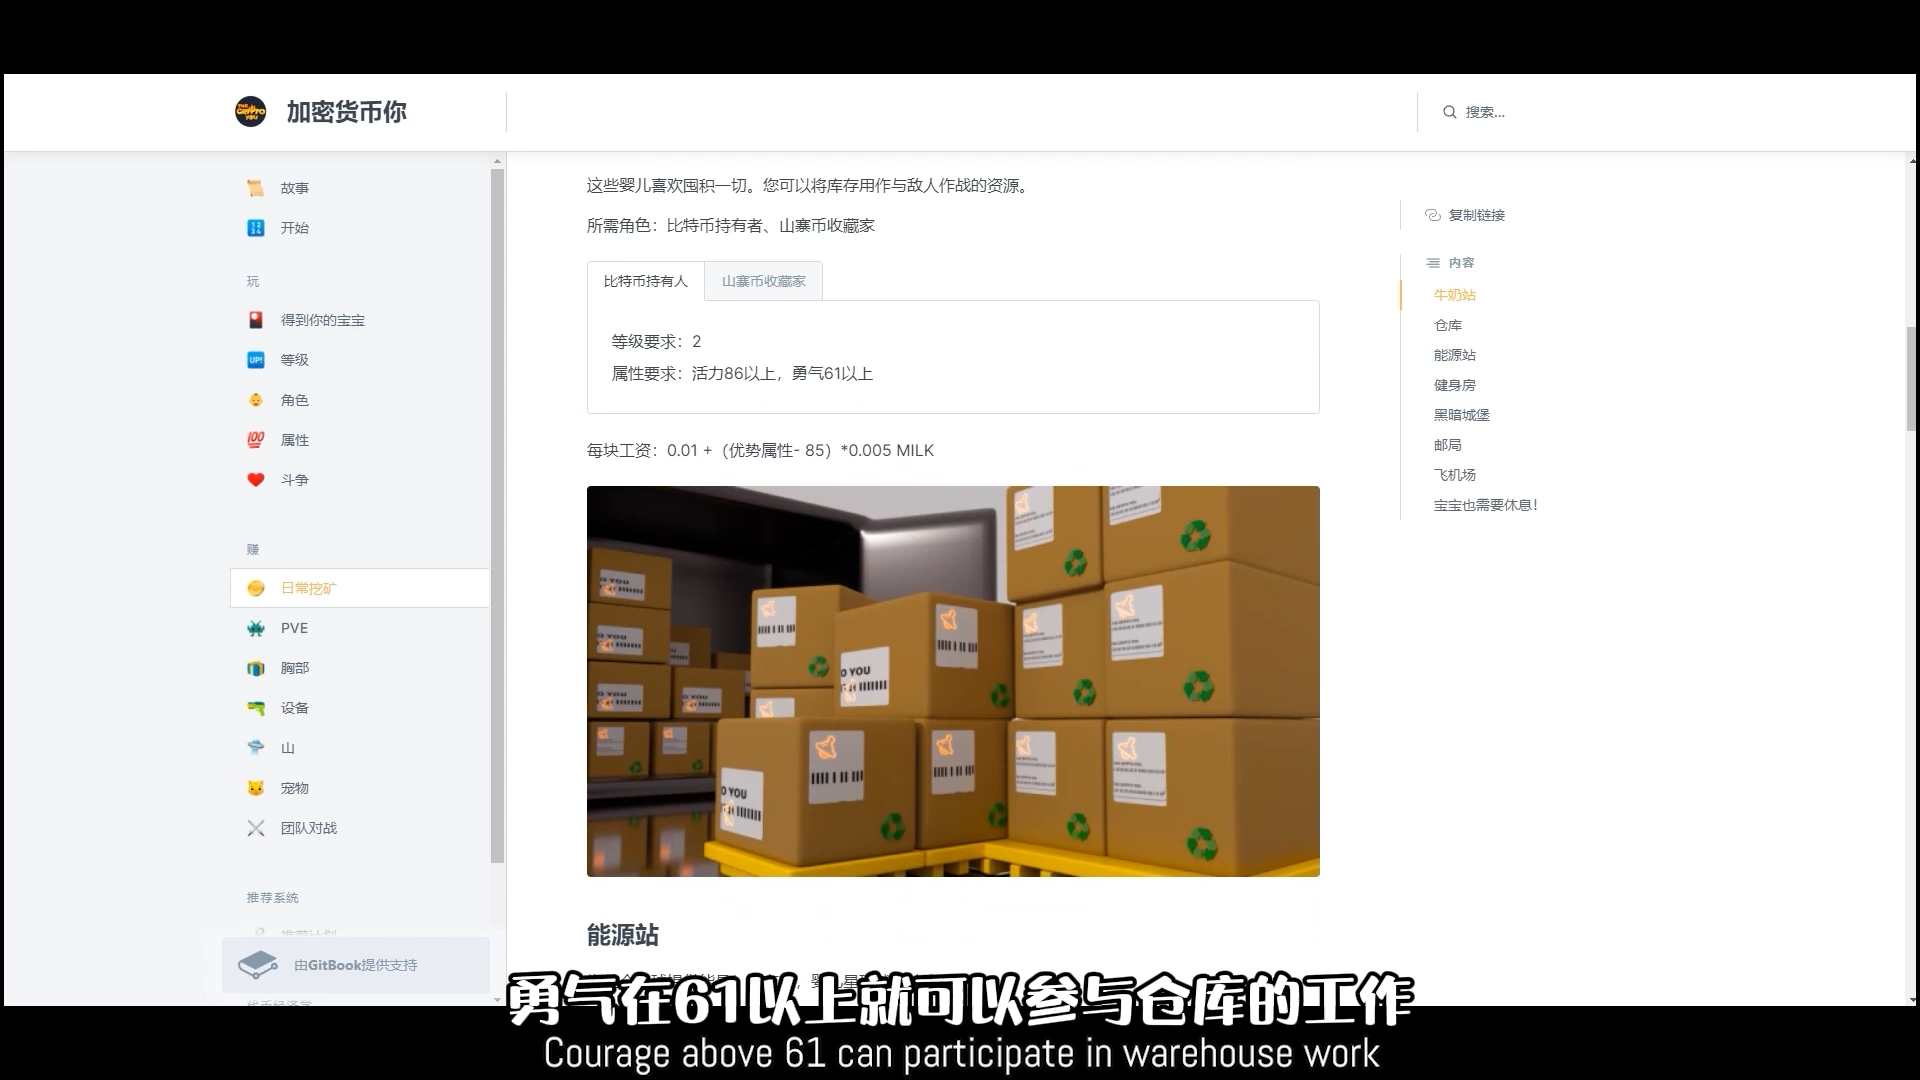 THE CRYPTO YOU
加密货币你
搜索...
故事
开始
玩
得到你的宝宝
UP!
等级
角色
100
属性
斗争
赚
日常挖矿
PVE
胸部
设备
山
宠物
团队对战
推荐系统
由GitBook提供支持
这些婴儿喜欢囤积一切。您可以将库存用作与敌人作战的资源。
所需角色：比特币持有者、山寨币收藏家
比特币持有人
山寨币收藏家
等级要求：2
属性要求：活力86以上，勇气61以上
每块工资：0.01 +（优势属性- 85）*0.005 MILK
O YOU
O YOU
O YOU
O YOU
O YOU
O YOU
能源站
复制链接
内容
牛奶站
仓库
能源站
健身房
黑暗城堡
邮局
飞机场
宝宝也需要休息！
勇气在61以上就可以参与仓库的工作
Courage above 61 can participate in warehouse work